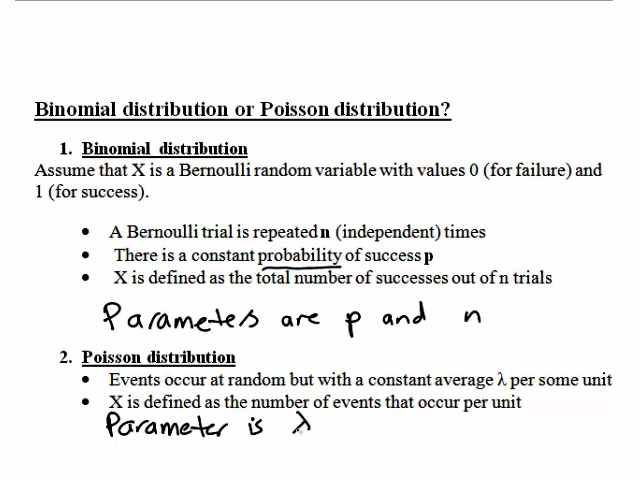 Binomial distribution or Poisson distribution?
1. Binomial distribution
Assume that X is a Bernoulli random variable with values 0 (for failure) and
1 (for success).
• A Bernoulli trial is repeated n (independent) times
• There is a constant probability of success p
• X is defined as the total number of successes out of n trials
Parametes are p and n
2. Poisson distribution
• Events occur at random but with a constant average λ per some unit
• X is defined as the number of events that occur per unit
Parameter is λ